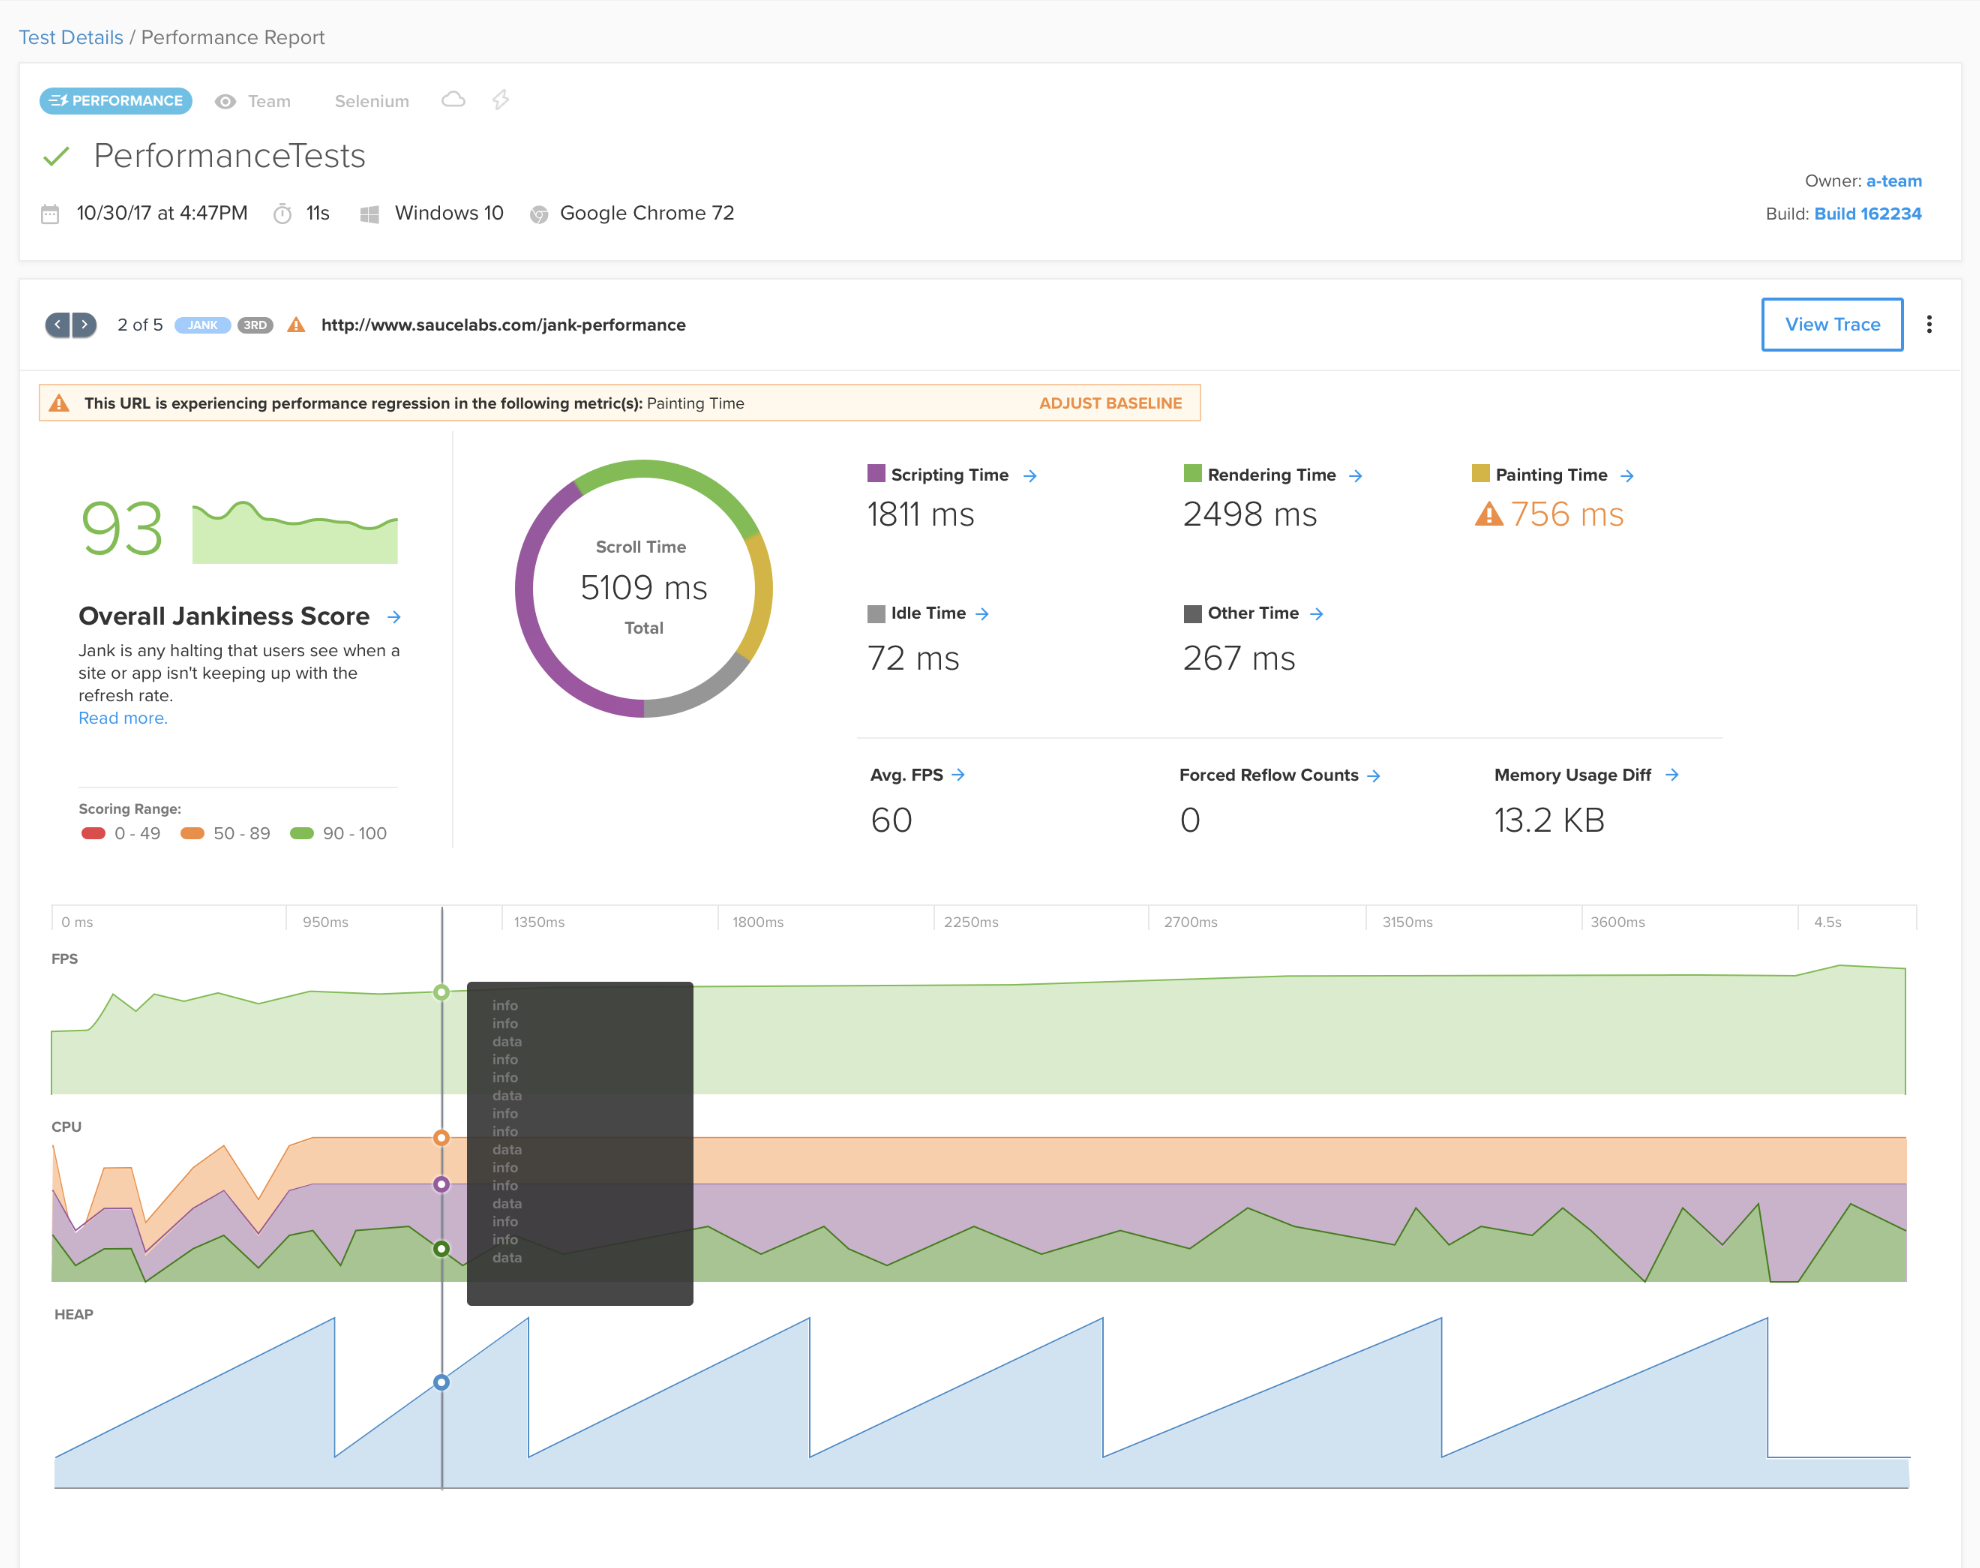 Test Details / Performance Report
PERFORMANCE Team Selenium
PerformanceTests
Owner: a-team
10/30/17 at 4:47PM 11s Windows 10 Google Chrome 72
Build: Build 162234
2 of 5 JANK 3RD http://www.saucelabs.com/jank-performance View Trace
This URL is experiencing performance regression in the following metric(s): Painting Time ADJUST BASELINE
93
Overall Jankiness Score
Jank is any halting that users see when a
site or app isn't keeping up with the
refresh rate.
Read more.
Scoring Range:
0 - 49 50 - 89 90 - 100
Scroll Time
5109 ms
Total
Scripting Time Rendering Time Painting Time
1811 ms 2498 ms 756 ms
Idle Time Other Time
72 ms 267 ms
Avg. FPS Forced Reflow Counts Memory Usage Diff
60 0 13.2 KB
0 ms 950ms 1350ms 1800ms 2250ms 2700ms 3150ms 3600ms 4.5s
FPS
info
info
data
info
info
data
info
info
data
info
info
data
info
info
data
CPU
HEAP